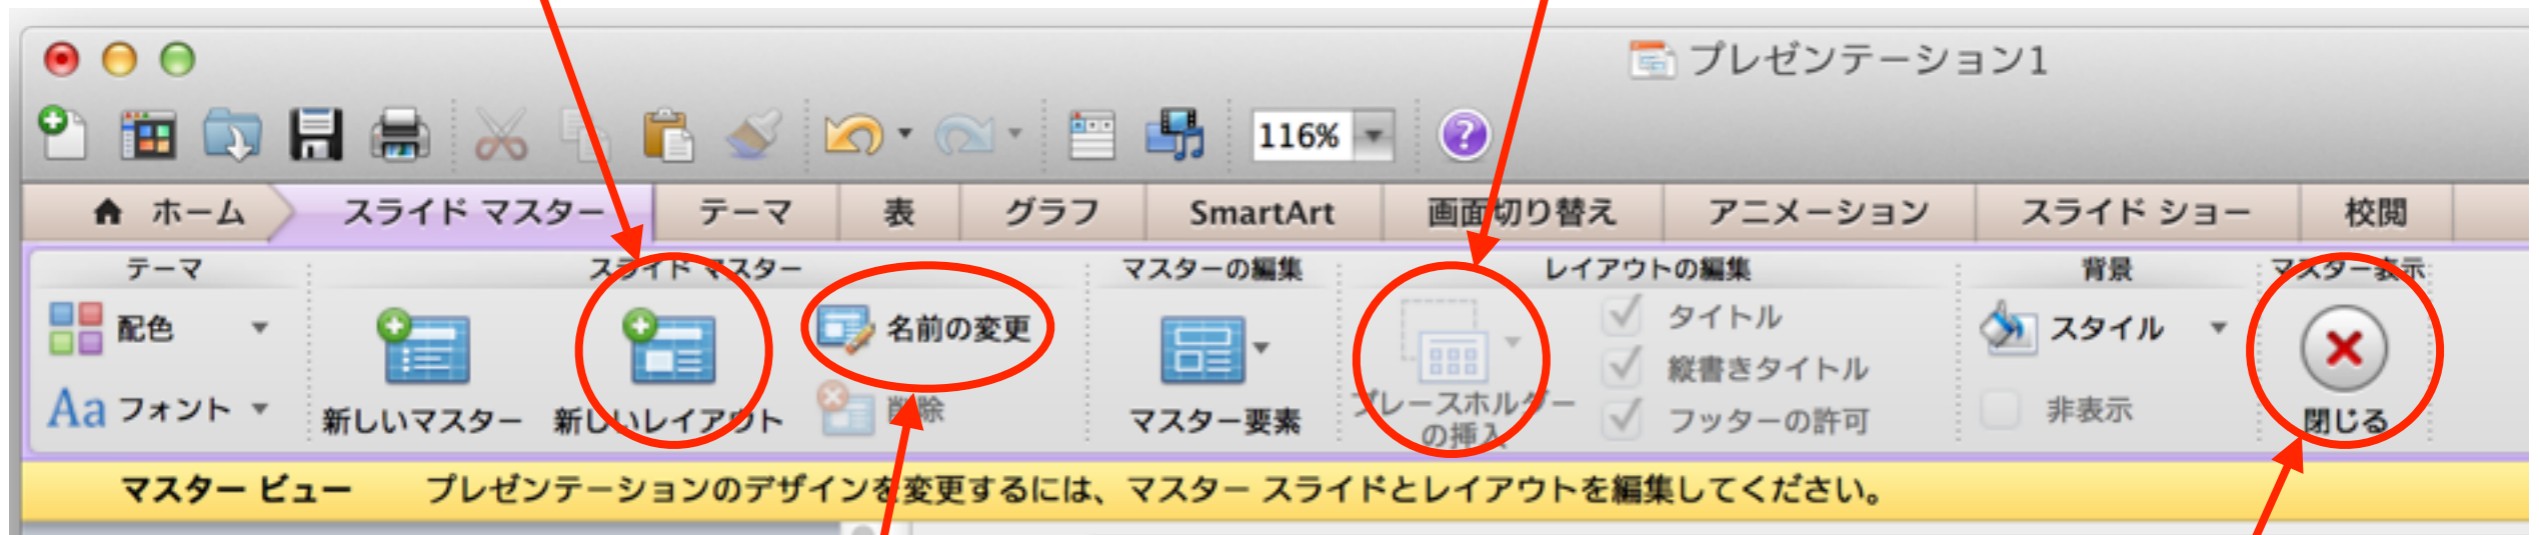 プレゼンテーション1
116%
ホーム スライド マスター テーマ 表 グラフ SmartArt 画面切り替え アニメーション スライド ショー 校閲
テーマ スライド マスター マスターの編集 レイアウトの編集 背景 マスター表示
配色 名前の変更 タイトル スタイル
縦書きタイトル
Aa フォント 新しいマスター 新しいレイアウト 削除 マスター要素 プレースホルダー フッターの許可 非表示 閉じる
の挿入
マスター ビュー プレゼンテーションのデザインを変更するには、マスター スライドとレイアウトを編集してください。